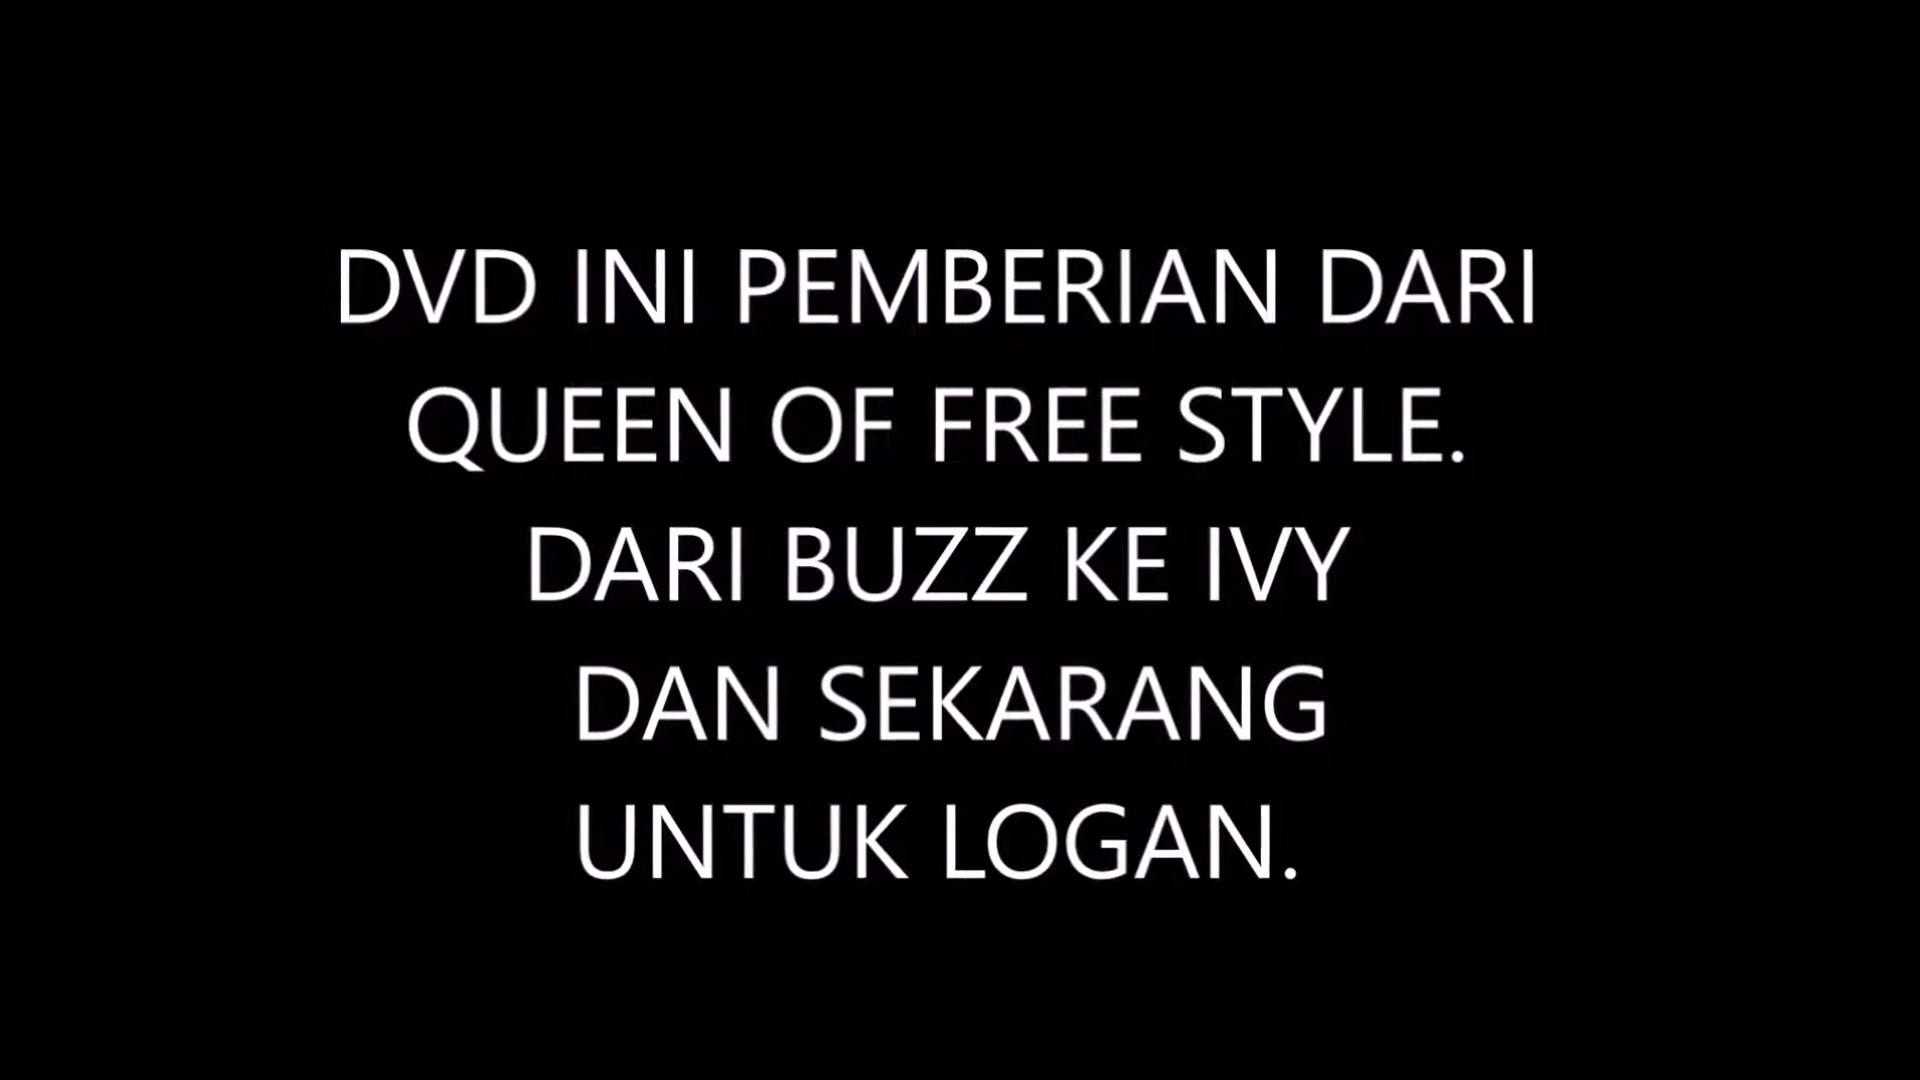 DVD INI PEMBERIAN DARI
QUEEN OF FREE STYLE.
DARI BUZZ KE IVY
DAN SEKARANG
UNTUK LOGAN.